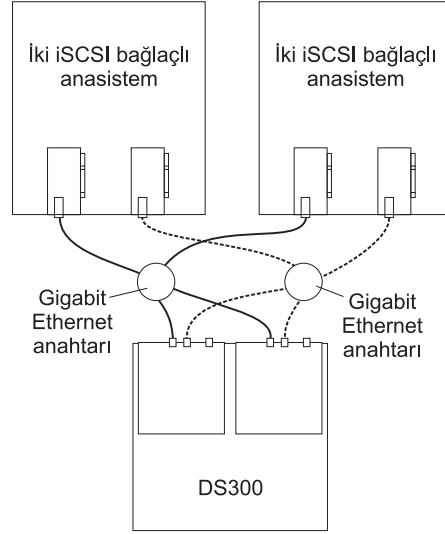 İki iSCSI bağlaçlı
anasistem
İki iSCSI bağlaçlı
anasistem
Gigabit
Ethernet
anahtarı
Gigabit
Ethernet
anahtarı
DS300